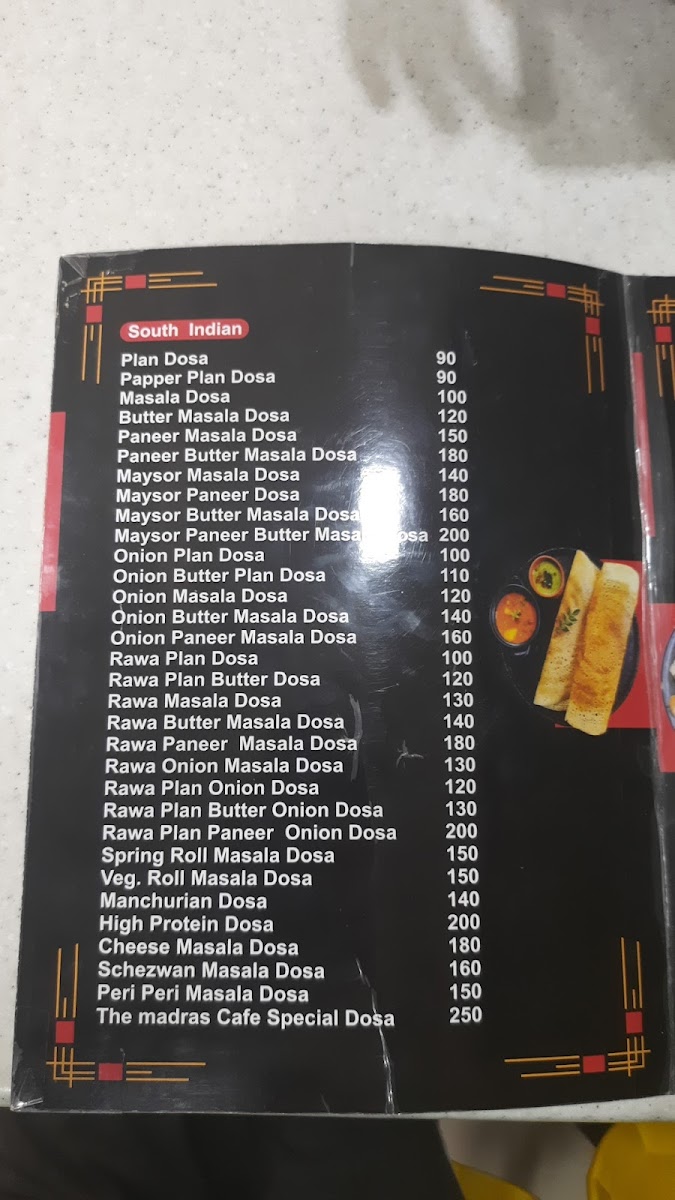 South Indian
Plan Dosa 90
Papper Plan Dosa 90
Masala Dosa 100
Butter Masala Dosa 120
Paneer Masala Dosa 150
Paneer Butter Masala Dosa 180
Maysor Masala Dosa 140
Maysor Paneer Dosa 180
Maysor Butter Masala Dosa 160
Maysor Paneer Butter Masala Dosa 200
Onion Plan Dosa 100
Onion Butter Plan Dosa 110
Onion Masala Dosa 120
Onion Butter Masala Dosa 140
Onion Paneer Masala Dosa 160
Rawa Plan Dosa 100
Rawa Plan Butter Dosa 120
Rawa Masala Dosa 130
Rawa Butter Masala Dosa 140
Rawa Paneer Masala Dosa 180
Rawa Onion Masala Dosa 130
Rawa Plan Onion Dosa 120
Rawa Plan Butter Onion Dosa 130
Rawa Plan Paneer Onion Dosa 200
Spring Roll Masala Dosa 150
Veg. Roll Masala Dosa 150
Manchurian Dosa 140
High Protein Dosa 200
Cheese Masala Dosa 180
Schezwan Masala Dosa 160
Peri Peri Masala Dosa 150
The madras Cafe Special Dosa 250